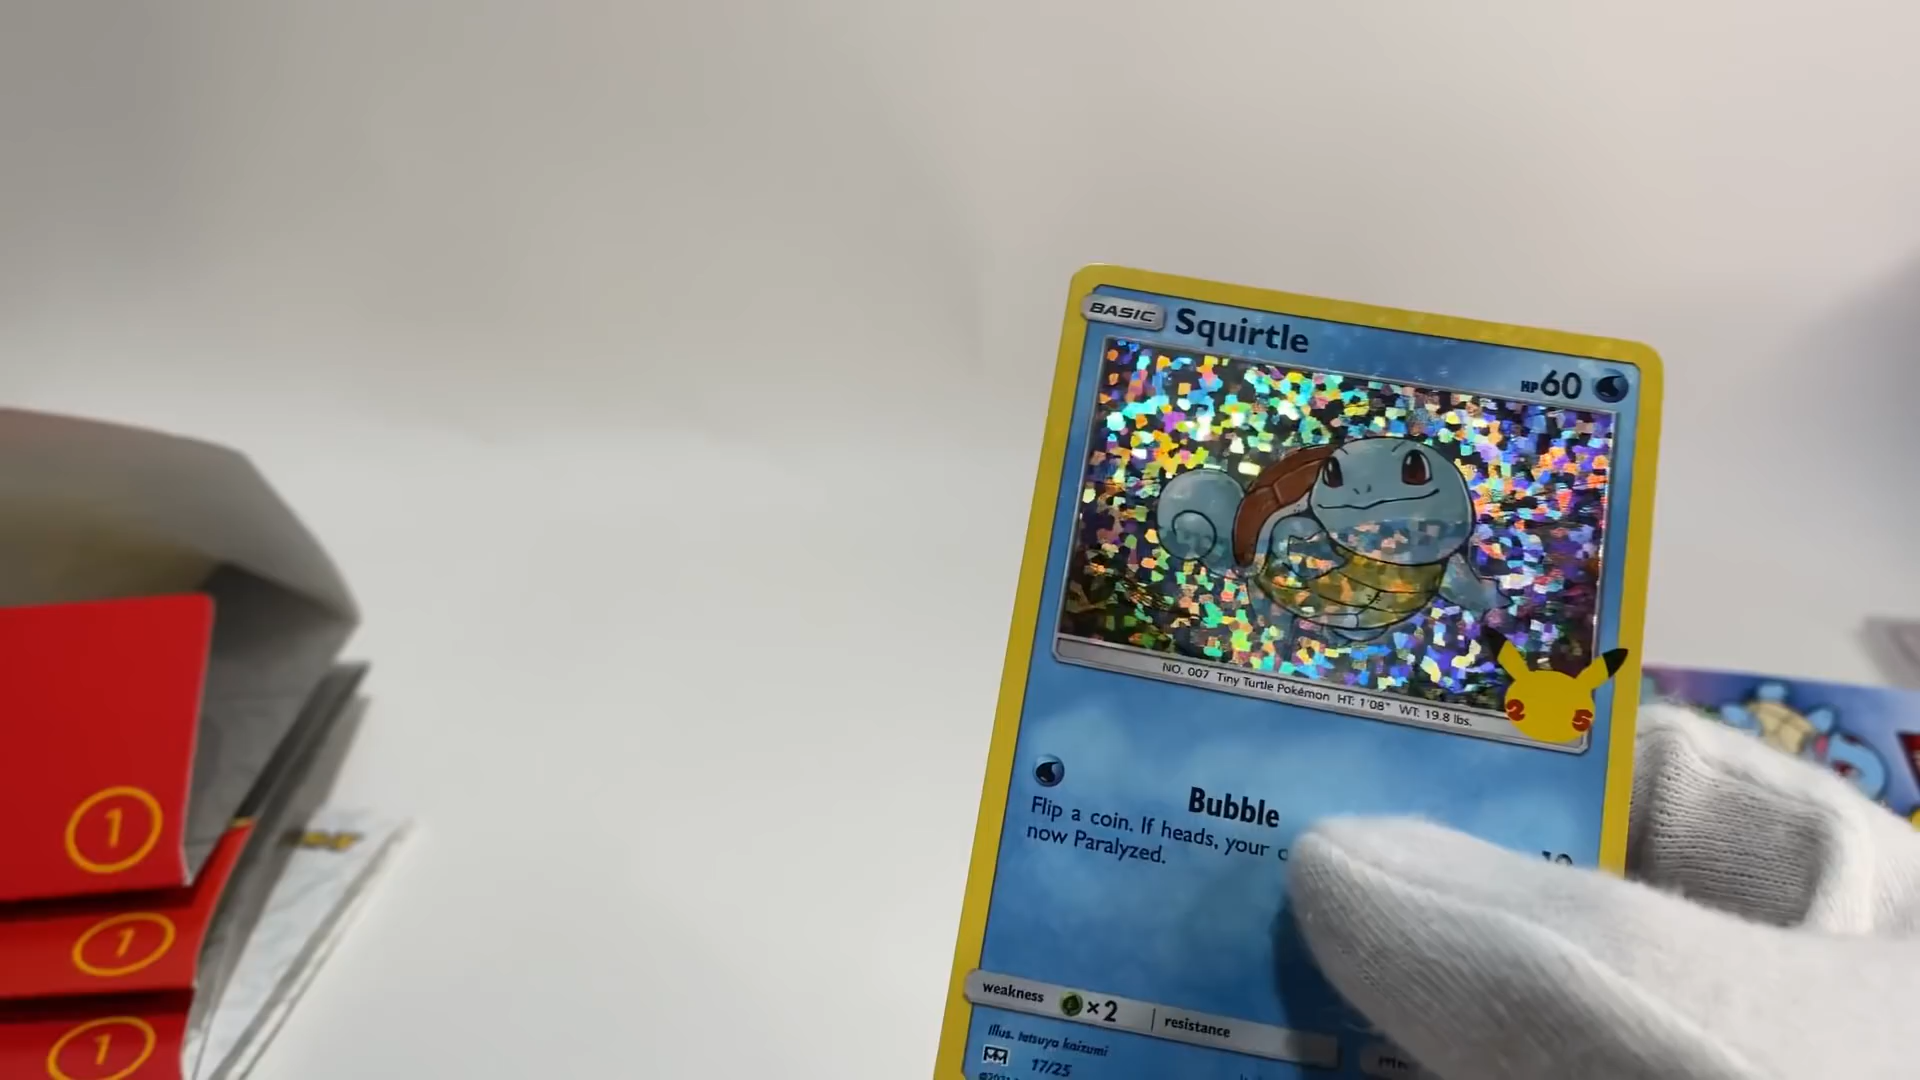 BASIC Squirtle
HP 60
NO. 007 Tiny Turtle Pokémon HT: 1'08" WT: 19.8 lbs.
25
Bubble
Flip a coin. If heads, your
now Paralyzed.
weakness ×2 resistance
Illus. tetsuya kaizumi
17/25
1
1
1